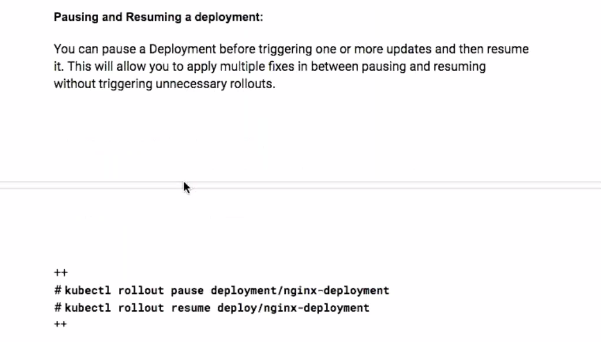 Pausing and Resuming a deployment:
You can pause a Deployment before triggering one or more updates and then resume
it. This will allow you to apply multiple fixes in between pausing and resuming
without triggering unnecessary rollouts.
++
# kubectl rollout pause deployment/nginx-deployment
# kubectl rollout resume deploy/nginx-deployment
++